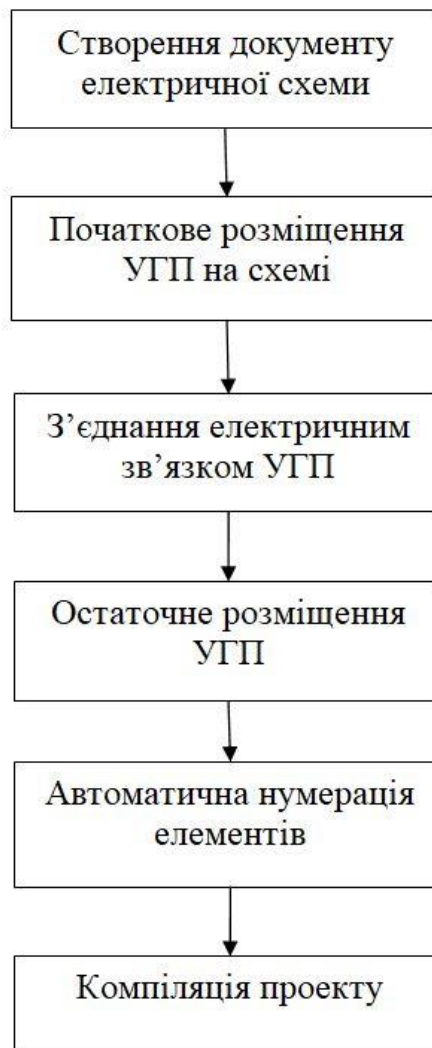 Створення документу
електричної схеми
Початкове розміщення
УГП на схемі
З’єднання електричним
зв’язком УГП
Остаточне розміщення
УГП
Автоматична нумерація
елементів
Компіляція проекту